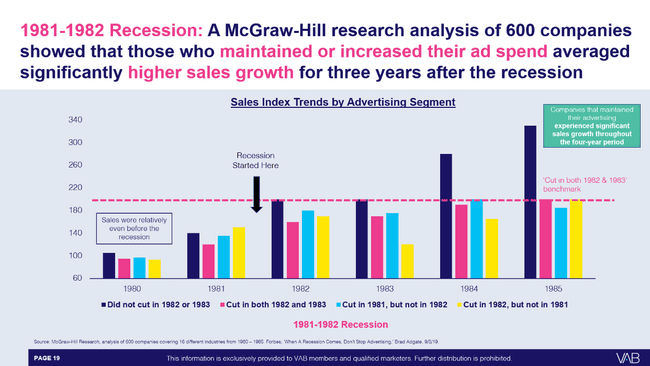 1981-1982 Recession: A McGraw-Hill research analysis of 600 companies
showed that those who maintained or increased their ad spend averaged
significantly higher sales growth for three years after the recession
Sales Index Trends by Advertising Segment
Companies that maintained
their advertising
experienced significant
sales growth throughout
the four-year period
340
300
260
220
180
140
100
60
Recession
Started Here
'Cut in both 1982 & 1983'
benchmark
Sales were relatively
even before the
recession
1980
1981
1982
1983
1984
1985
Did not cut in 1982 or 1983
Cut in both 1982 and 1983
Cut in 1981, but not in 1982
Cut in 1982, but not in 1981
1981-1982 Recession
Source: McGraw-Hill Research, analysis of 600 companies covering 16 different industries from 1980 – 1985. Forbes, 'When A Recession Comes, Don't Stop Advertising,' Brad Adgate, 9/5/19.
PAGE 19
This information is exclusively provided to VAB members and qualified marketers. Further distribution is prohibited.
VAB